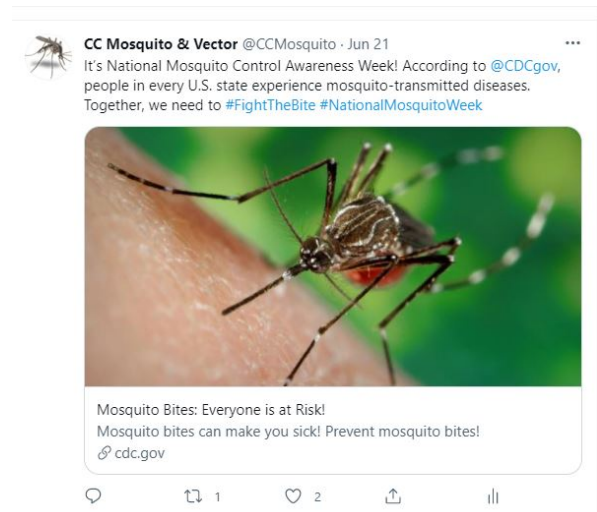 CC Mosquito & Vector @CCMosquito · Jun 21
It's National Mosquito Control Awareness Week! According to @CDCgov,
people in every U.S. state experience mosquito-transmitted diseases.
Together, we need to #FightTheBite #NationalMosquitoWeek
Mosquito Bites: Everyone is at Risk!
Mosquito bites can make you sick! Prevent mosquito bites!
cdc.gov
1 2